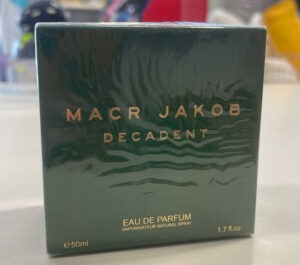 MACR JAKOB
DECADENT
EAU DE PARFUM
VAPORISATEUR NATURAL SPRAY
℮50ml 1.7 fl.oz.